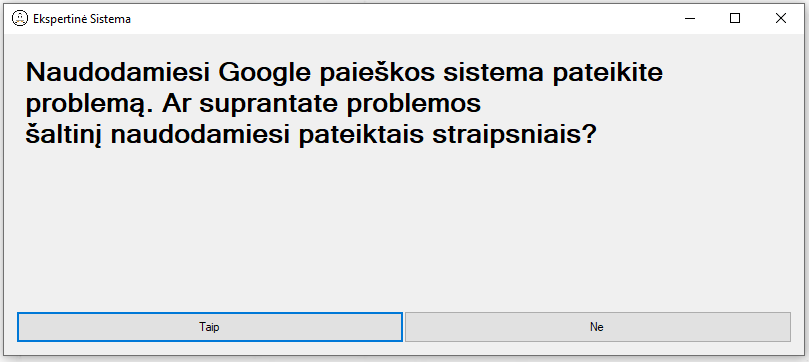 Ekspertinė Sistema
Naudodamiesi Google paieškos sistema pateikite
problemą. Ar suprantate problemos
šaltinį naudodamiesi pateiktais straipsniais?
Taip
Ne